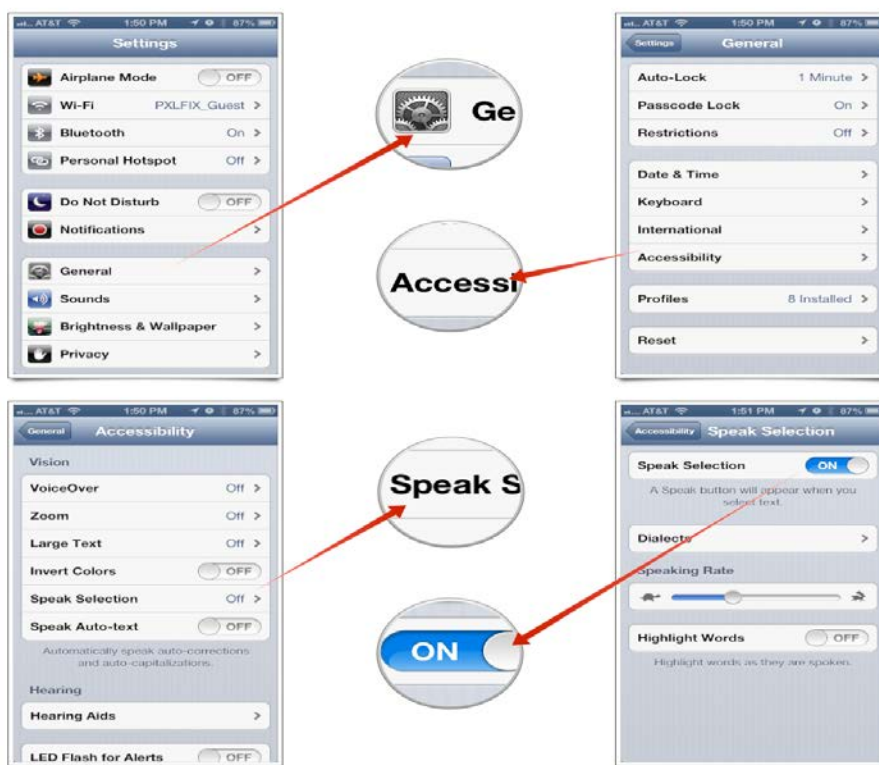 AT&T 1:50 PM 87%
Settings
Airplane Mode OFF
Wi-Fi PXLFIX_Guest
Bluetooth On
Personal Hotspot Off
Do Not Disturb OFF
Notifications
General
Sounds
Brightness & Wallpaper
Privacy
Ge
Accessi
AT&T 1:50 PM 87%
Settings General
Auto-Lock 1 Minute
Passcode Lock On
Restrictions Off
Date & Time
Keyboard
International
Accessibility
Profiles 8 Installed
Reset
AT&T 1:50 PM 87%
General Accessibility
Vision
VoiceOver Off
Zoom Off
Large Text Off
Invert Colors OFF
Speak Selection Off
Speak Auto-text OFF
Automatically speak auto-corrections
and auto-capitalizations.
Hearing
Hearing Aids
LED Flash for Alerts OFF
Speak S
ON
AT&T 1:51 PM 87%
Accessibility Speak Selection
Speak Selection ON
A Speak button will appear when you
select text.
Dialects
Speaking Rate
Highlight Words OFF
Highlight words as they are spoken.